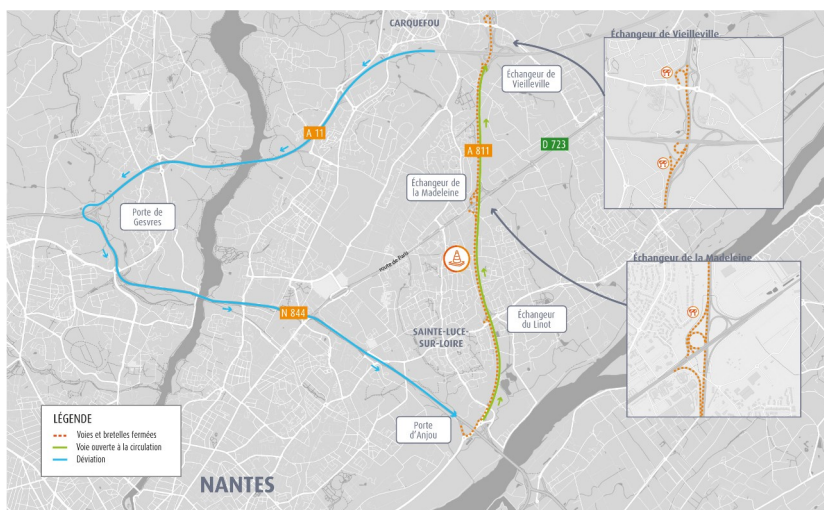 CARQUEFOU
Échangeur de Vieilleville
Échangeur de
Vieilleville
A 11
A 811
D 723
Échangeur de
la Madeleine
Porte de
Gesvres
route de Paris
Échangeur de la Madeleine
N 844
SAINTE-LUCE-
SUR-LOIRE
Échangeur
du Linot
Porte
d'Anjou
LÉGENDE
Voies et bretelles fermées
Voie ouverte à la circulation
Déviation
NANTES